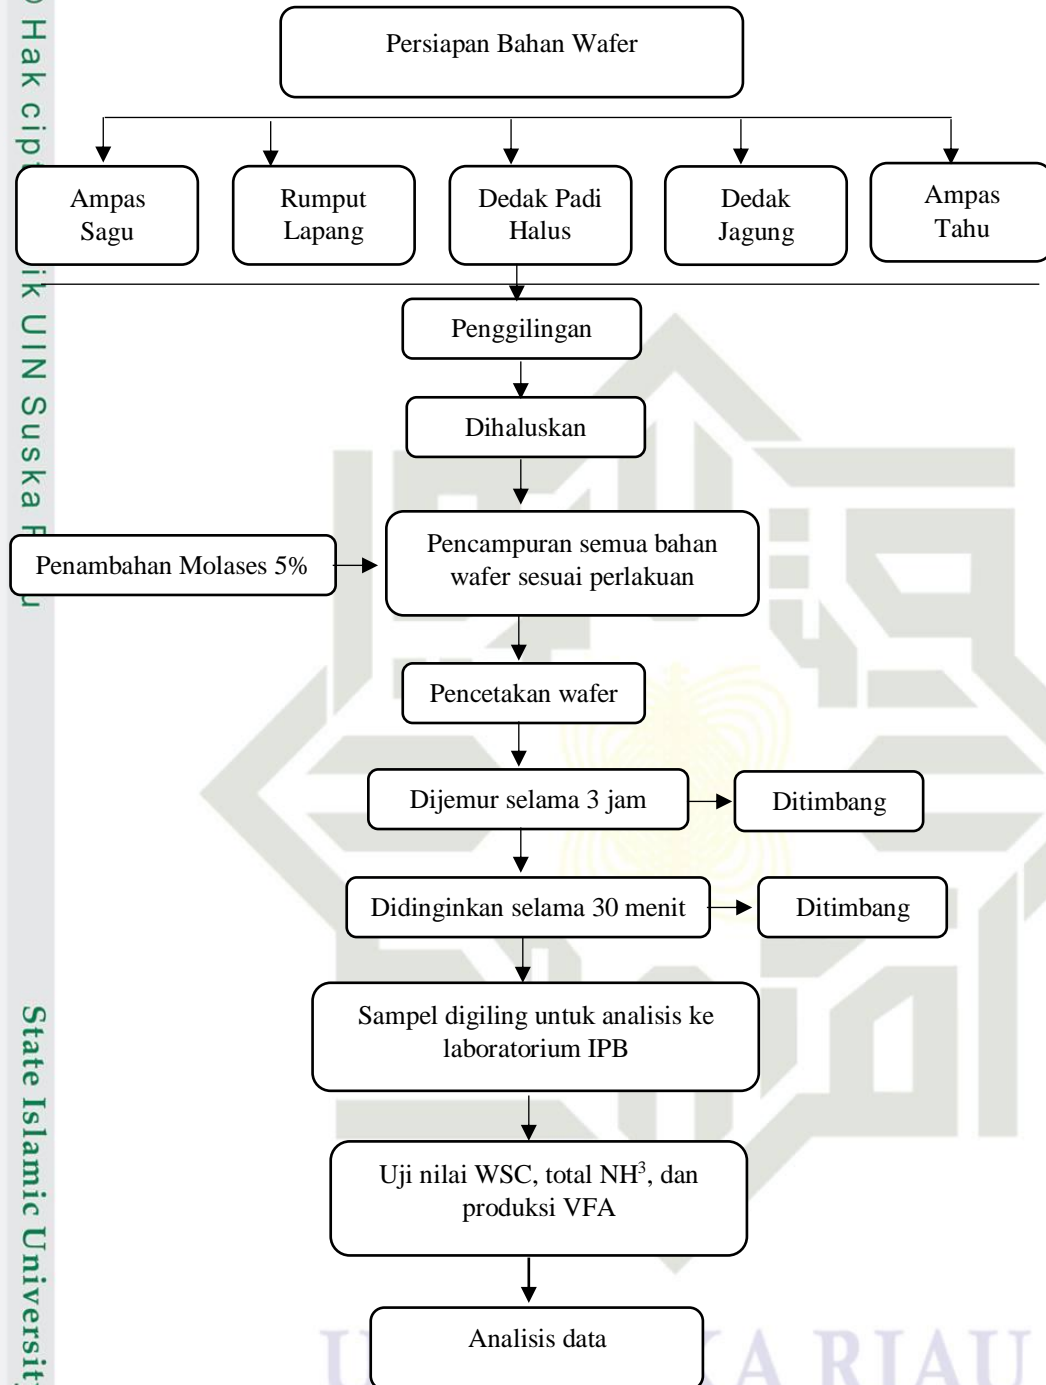 Persiapan Bahan Wafer
Ampas
Sagu
Rumput
Lapang
Dedak Padi
Halus
Dedak
Jagung
Ampas
Tahu
Penggilingan
Dihaluskan
Penambahan Molases 5%
Pencampuran semua bahan
wafer sesuai perlakuan
Pencetakan wafer
Dijemur selama 3 jam
Ditimbang
Didinginkan selama 30 menit
Ditimbang
Sampel digiling untuk analisis ke
laboratorium IPB
Uji nilai WSC, total NH³, dan
produksi VFA
Analisis data
Hak
ik UIN Suska
State Islamic University
RIAU